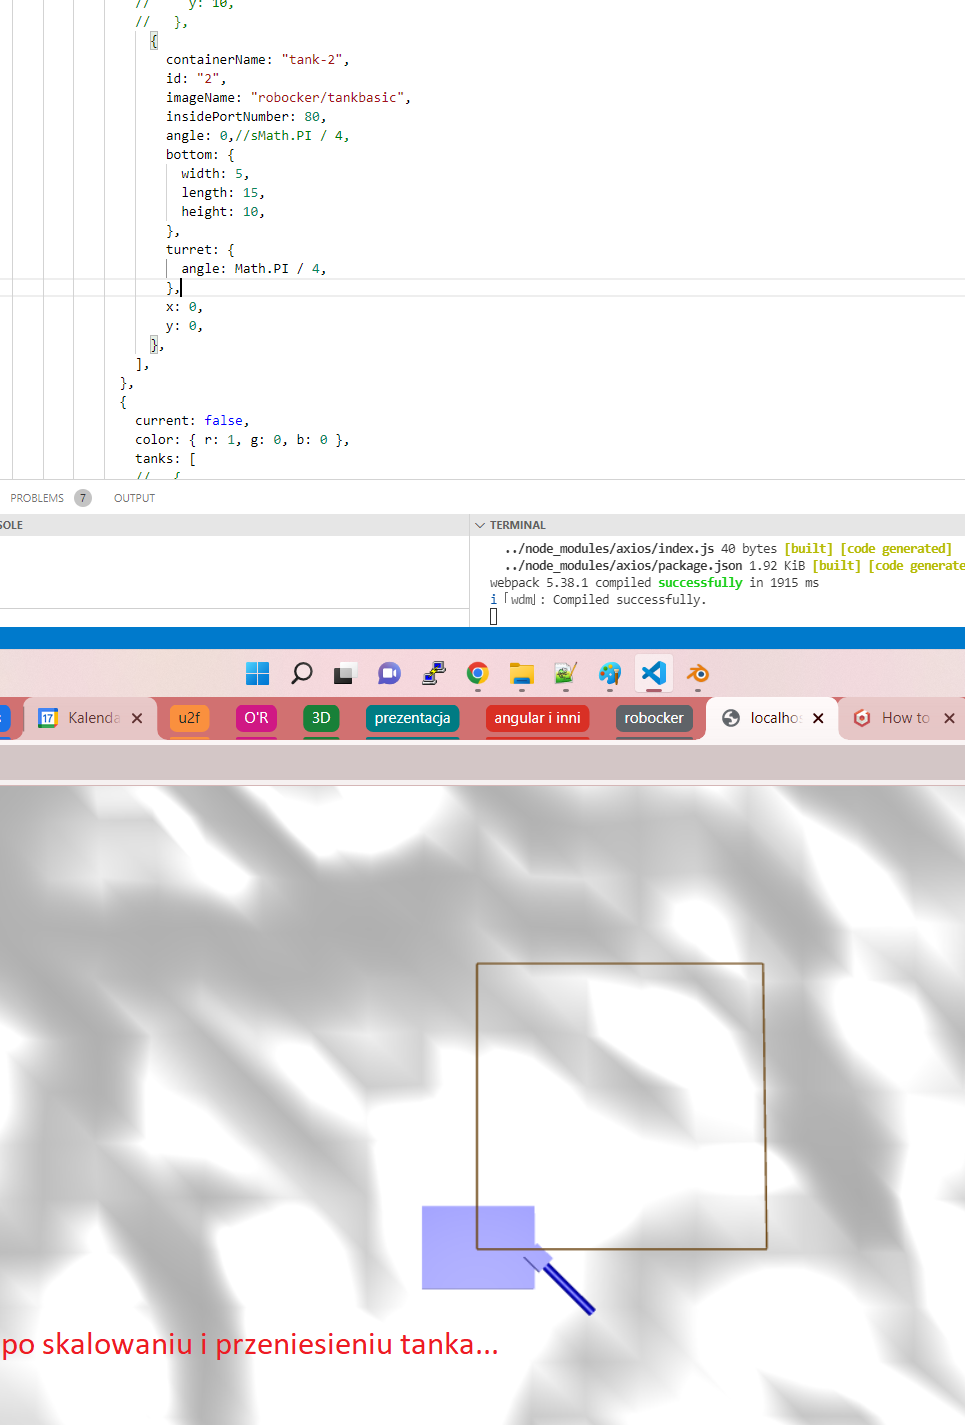 //     y: 10,
//   },
{
containerName: "tank-2",
id: "2",
imageName: "robocker/tankbasic",
insidePortNumber: 80,
angle: 0,//sMath.PI / 4,
bottom: {
width: 5,
length: 15,
height: 10,
},
turret: {
angle: Math.PI / 4,
},
x: 0,
y: 0,
},
],
},
{
current: false,
color: { r: 1, g: 0, b: 0 },
tanks: [
//   {
PROBLEMS 7 OUTPUT
SOLE
TERMINAL
../node_modules/axios/index.js 40 bytes [built] [code generated]
../node_modules/axios/package.json 1.92 KiB [built] [code generate
webpack 5.38.1 compiled successfully in 1915 ms
i ｢wdm｣: Compiled successfully.
17 Kalenda u2f O'R 3D prezentacja angular i inni robocker localhos How to
po skalowaniu i przeniesieniu tanka...